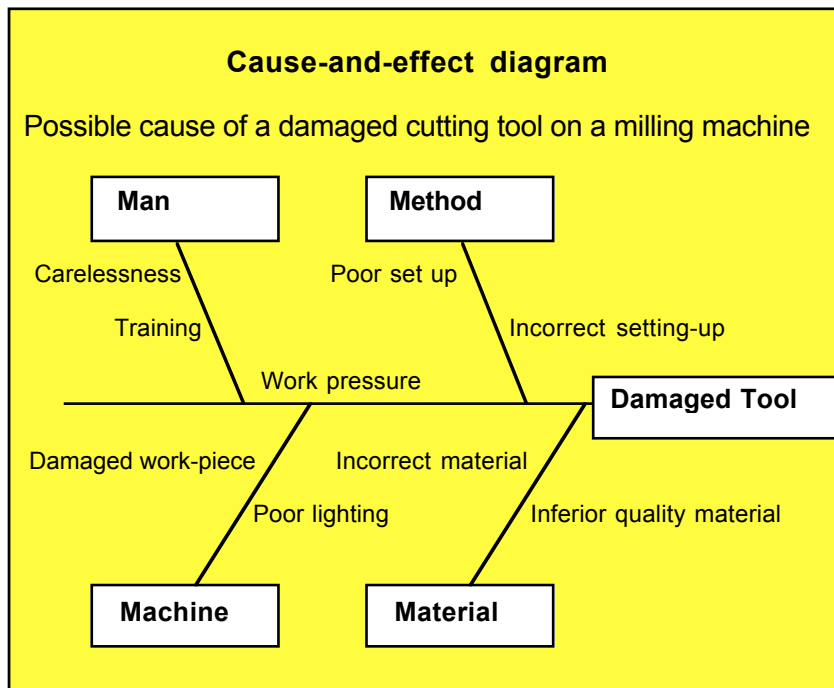 Cause-and-effect diagram
Possible cause of a damaged cutting tool on a milling machine
Man
Method
Carelessness
Poor set up
Training
Incorrect setting-up
Work pressure
Damaged Tool
Damaged work-piece
Incorrect material
Poor lighting
Inferior quality material
Machine
Material